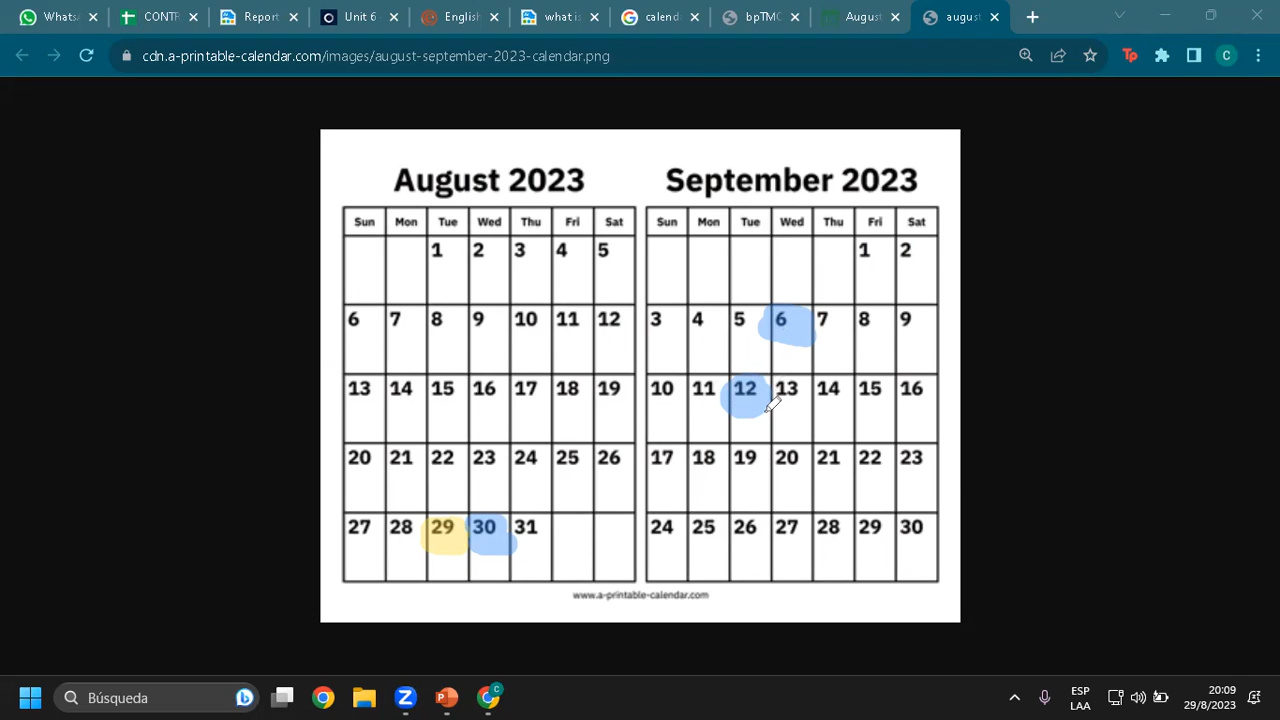 WhatsA CONTR Report Unit 6 English what is calend bpTMC August august
cdn.a-printable-calendar.com/images/august-september-2023-calendar.png Tp C
August 2023
Sun Mon Tue Wed Thu Fri Sat
1 2 3 4 5
6 7 8 9 10 11 12
13 14 15 16 17 18 19
20 21 22 23 24 25 26
27 28 29 30 31
September 2023
Sun Mon Tue Wed Thu Fri Sat
1 2
3 4 5 6 7 8 9
10 11 12 13 14 15 16
17 18 19 20 21 22 23
24 25 26 27 28 29 30
www.a-printable-calendar.com
Búsqueda
ESP
LAA
20:09
29/8/2023